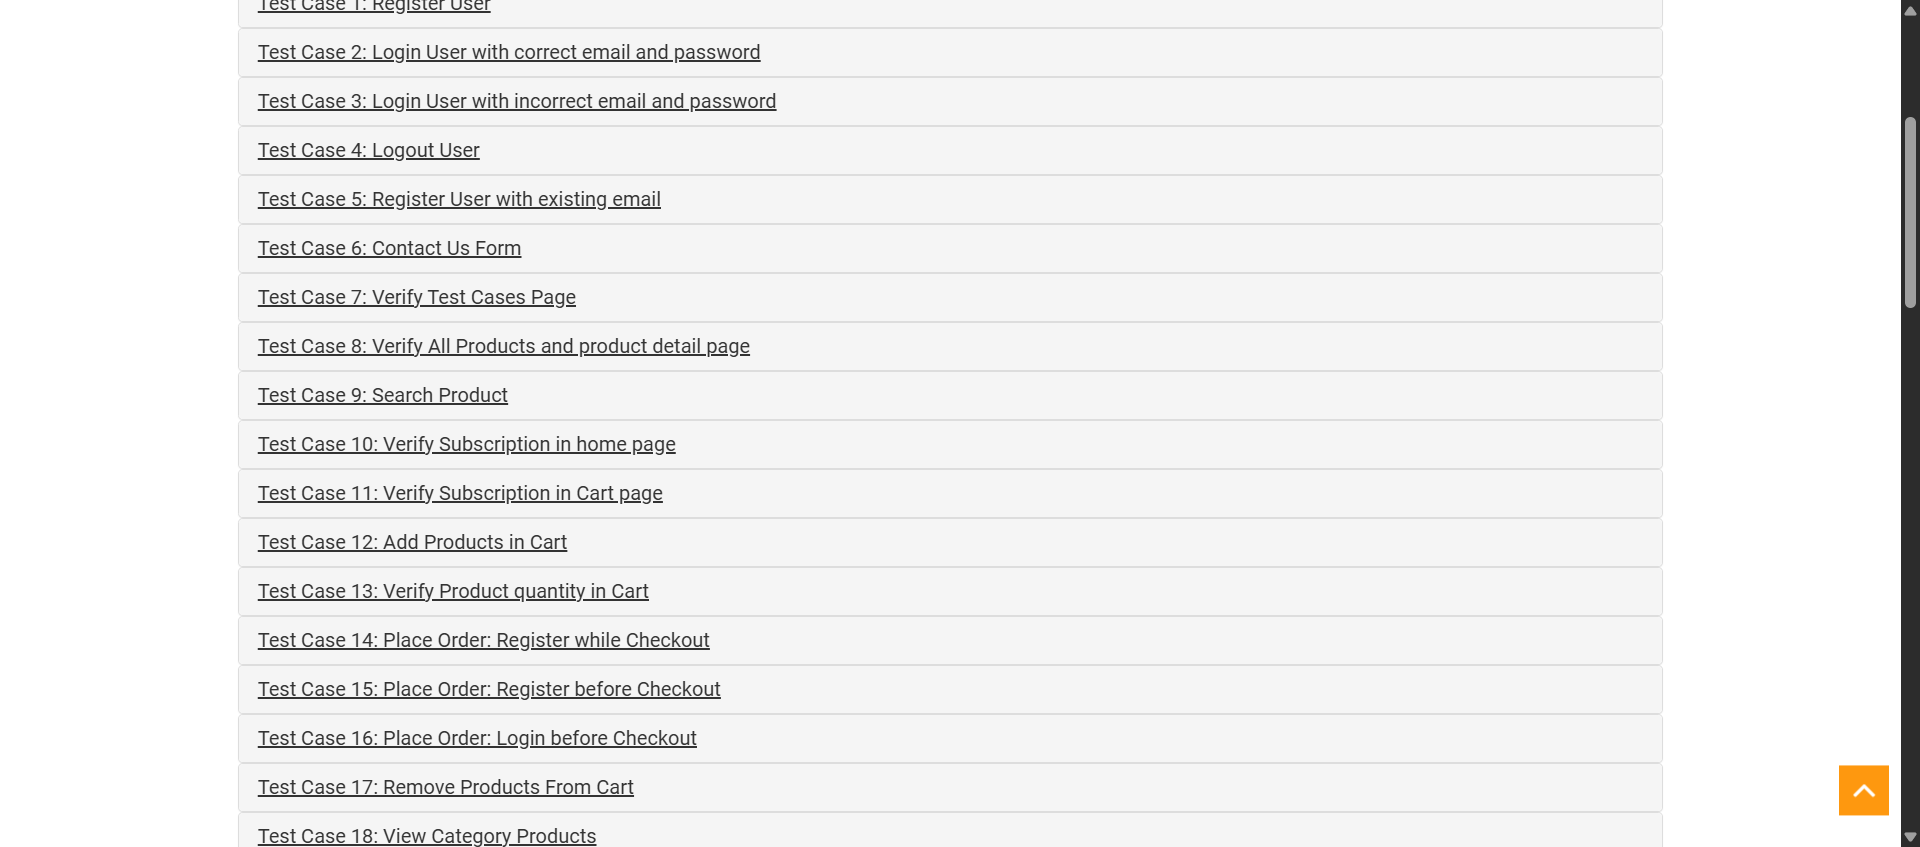 Test Case 1: Register User
Test Case 2: Login User with correct email and password
Test Case 3: Login User with incorrect email and password
Test Case 4: Logout User
Test Case 5: Register User with existing email
Test Case 6: Contact Us Form
Test Case 7: Verify Test Cases Page
Test Case 8: Verify All Products and product detail page
Test Case 9: Search Product
Test Case 10: Verify Subscription in home page
Test Case 11: Verify Subscription in Cart page
Test Case 12: Add Products in Cart
Test Case 13: Verify Product quantity in Cart
Test Case 14: Place Order: Register while Checkout
Test Case 15: Place Order: Register before Checkout
Test Case 16: Place Order: Login before Checkout
Test Case 17: Remove Products From Cart
Test Case 18: View Category Products